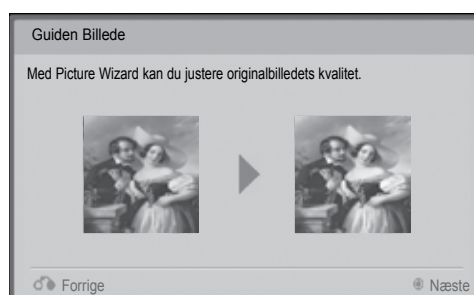 Guiden Billede
Med Picture Wizard kan du justere originalbilledets kvalitet.
Forrige
Næste